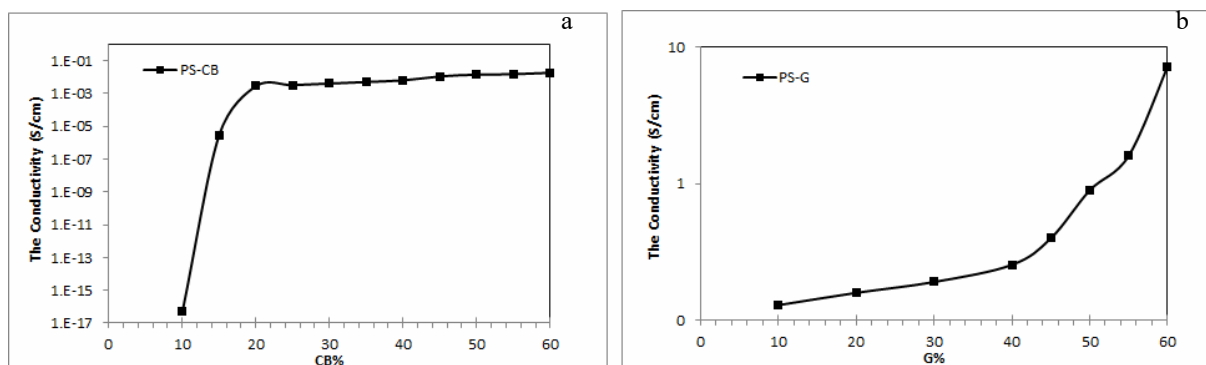 a
1.E-01
1.E-03
1.E-05
1.E-07
1.E-09
1.E-11
1.E-13
1.E-15
1.E-17
The Conductivity (S/cm)
PS-CB
0 10 20 30 40 50 60
CB%
b
10
1
0
The Conductivity (S/cm)
PS-G
0 10 20 30 40 50 60
G%